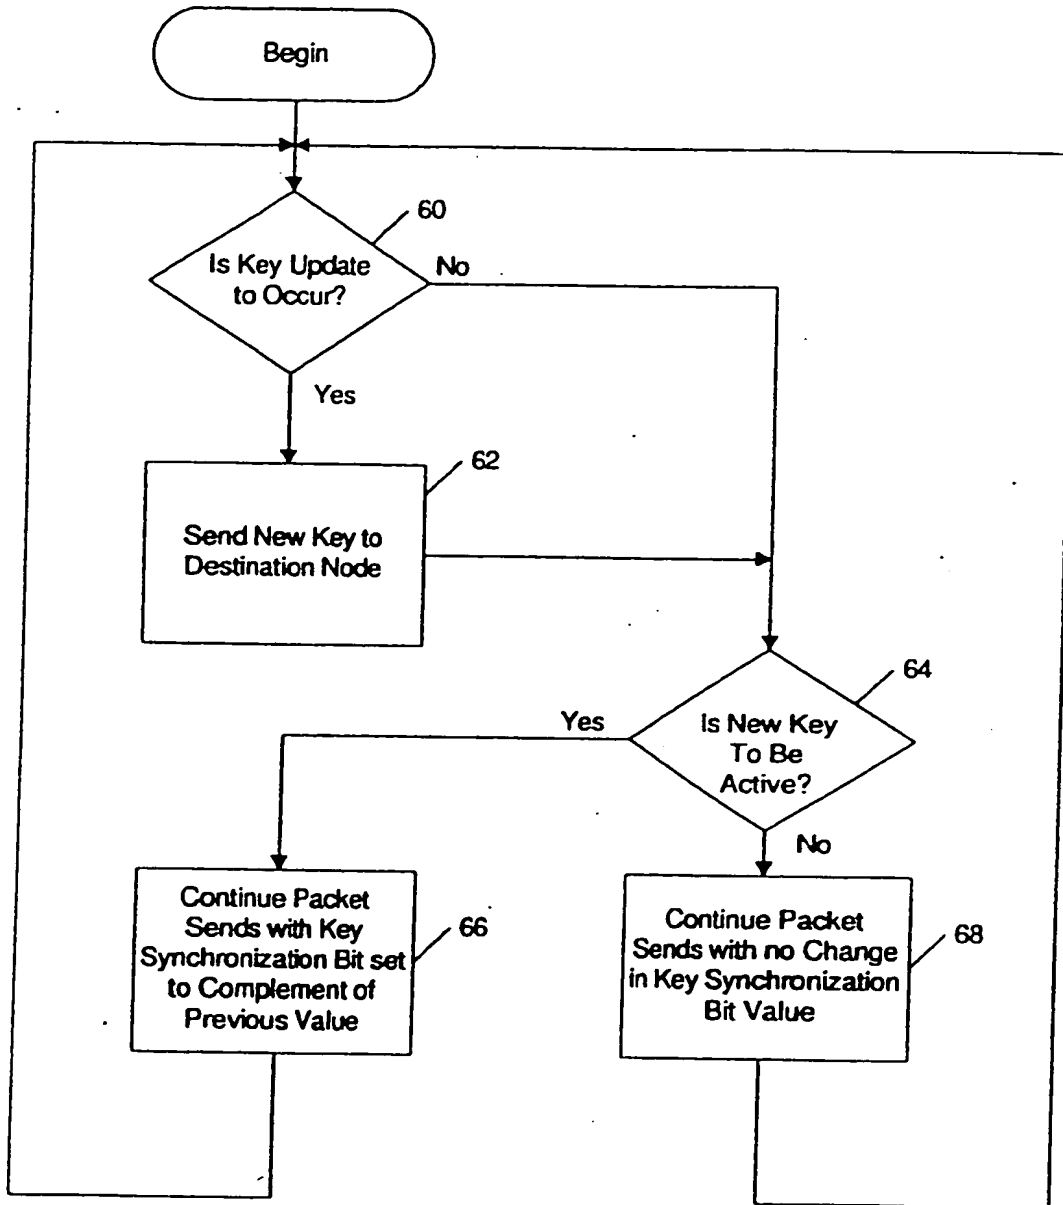 Begin
60
Is Key Update
to Occur?
No
Yes
62
Send New Key to
Destination Node
64
Yes
Is New Key
To Be
Active?
No
Continue Packet
Sends with Key
Synchronization Bit set
to Complement of
Previous Value
66
Continue Packet
Sends with no Change
in Key Synchronization
Bit Value
68